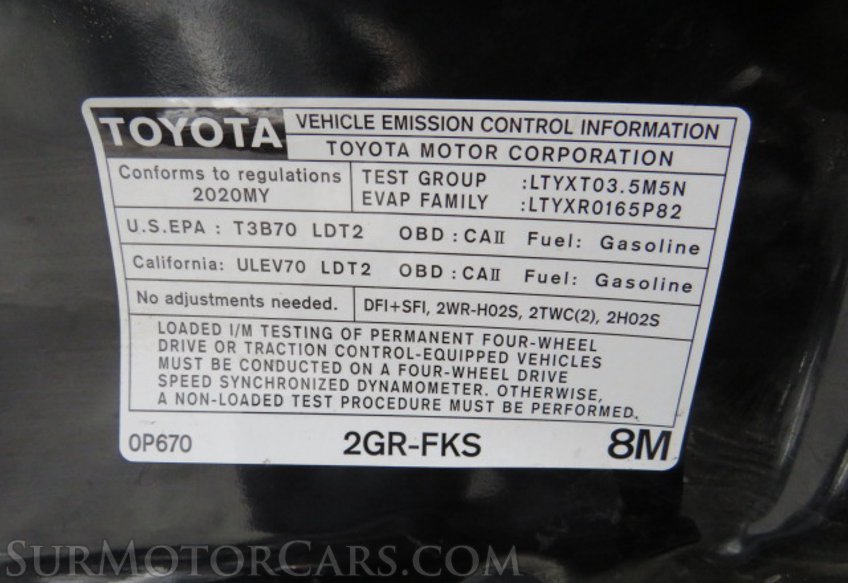 TOYOTA
VEHICLE EMISSION CONTROL INFORMATION
TOYOTA MOTOR CORPORATION
Conforms to regulations
2020MY
TEST GROUP :LTYXT03.5M5N
EVAP FAMILY :LTYXR0165P82
U.S.EPA : T3B70 LDT2 OBD : CAII Fuel: Gasoline
California: ULEV70 LDT2 OBD : CAII Fuel: Gasoline
No adjustments needed.
DFI+SFI, 2WR-HO2S, 2TWC(2), 2HO2S
LOADED I/M TESTING OF PERMANENT FOUR-WHEEL
DRIVE OR TRACTION CONTROL-EQUIPPED VEHICLES
MUST BE CONDUCTED ON A FOUR-WHEEL DRIVE
SPEED SYNCHRONIZED DYNAMOMETER. OTHERWISE,
A NON-LOADED TEST PROCEDURE MUST BE PERFORMED.
0P670 2GR-FKS 8M
SurMotorCars.com